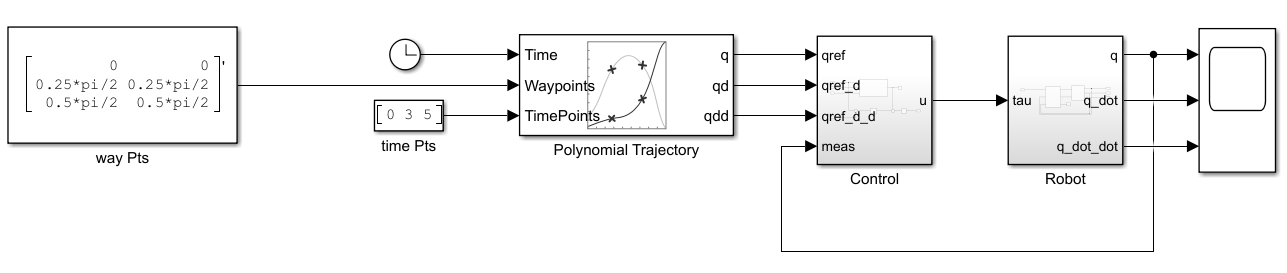 0 0 '
0.25*pi/2 0.25*pi/2
0.5*pi/2 0.5*pi/2
way Pts
[0 3 5]
time Pts
Time
Waypoints
TimePoints
q
qd
qdd
Polynomial Trajectory
qref
qref_d
qref_d_d
meas
u
Control
tau
q
q_dot
q_dot_dot
Robot